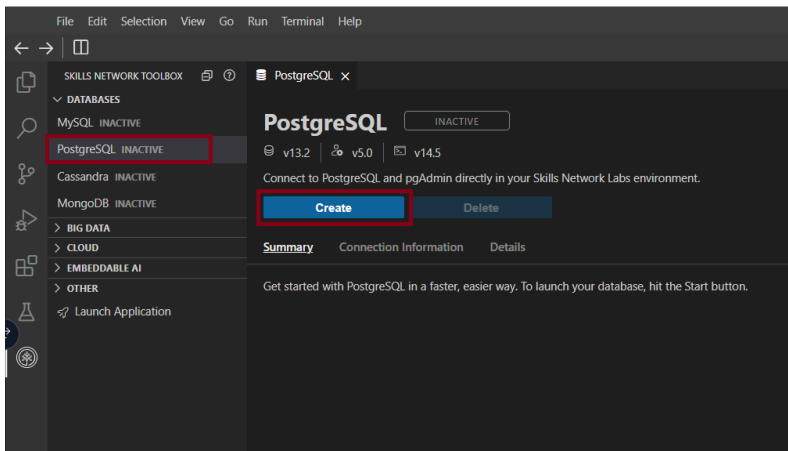 File Edit Selection View Go Run Terminal Help
SKILLS NETWORK TOOLBOX
DATABASES
MySQL INACTIVE
PostgreSQL INACTIVE
Cassandra INACTIVE
MongoDB INACTIVE
BIG DATA
CLOUD
EMBEDDABLE AI
OTHER
Launch Application
PostgreSQL
PostgreSQL INACTIVE
v13.2 v5.0 v14.5
Connect to PostgreSQL and pgAdmin directly in your Skills Network Labs environment.
Create Delete
Summary Connection Information Details
Get started with PostgreSQL in a faster, easier way. To launch your database, hit the Start button.